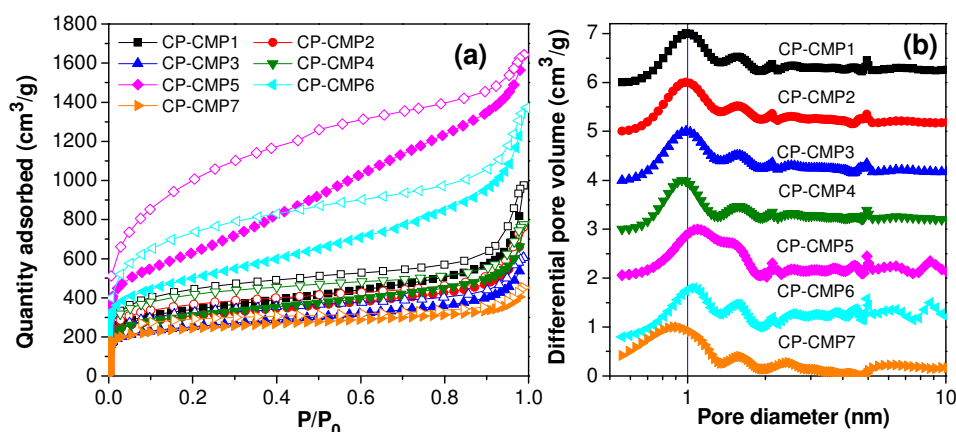 (a)
CP-CMP1 CP-CMP2
CP-CMP3 CP-CMP4
CP-CMP5 CP-CMP6
CP-CMP7
Quantity adsorbed (cm³/g)
1800
1600
1400
1200
1000
800
600
400
200
0
0.0 0.2 0.4 0.6 0.8 1.0
P/P₀
(b)
Differential pore volume (cm³/g)
7
6
5
4
3
2
1
0
CP-CMP1
CP-CMP2
CP-CMP3
CP-CMP4
CP-CMP5
CP-CMP6
CP-CMP7
1 10
Pore diameter (nm)